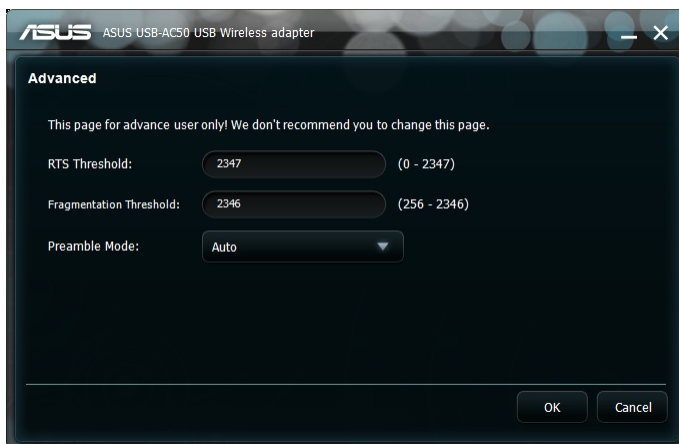 ASUS ASUS USB-AC50 USB Wireless adapter
Advanced
This page for advance user only! We don't recommend you to change this page.
RTS Threshold: 2347 (0 - 2347)
Fragmentation Threshold: 2346 (256 - 2346)
Preamble Mode: Auto
OK Cancel